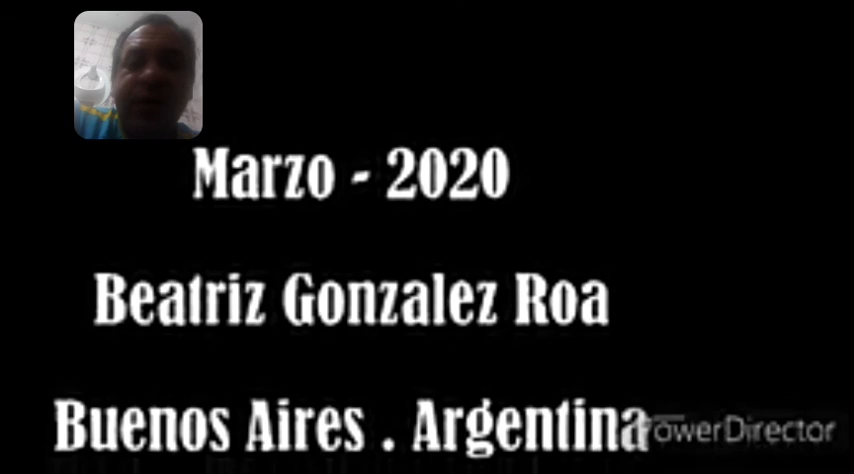 Marzo - 2020
Beatriz Gonzalez Roa
Buenos Aires . Argentina
PowerDirector